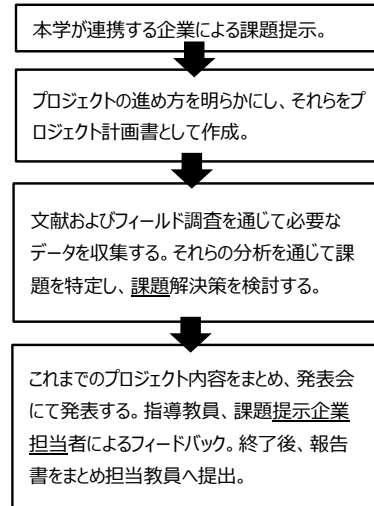 本学が連携する企業による課題提示。
プロジェクトの進め方を明らかにし、それらをプ
ロジェクト計画書として作成。
文献およびフィールド調査を通じて必要な
データを収集する。それらの分析を通じて課
題を特定し、課題解決策を検討する。
これまでのプロジェクト内容をまとめ、発表会
にて発表する。指導教員、課題提示企業
担当者によるフィードバック。終了後、報告
書をまとめ担当教員へ提出。